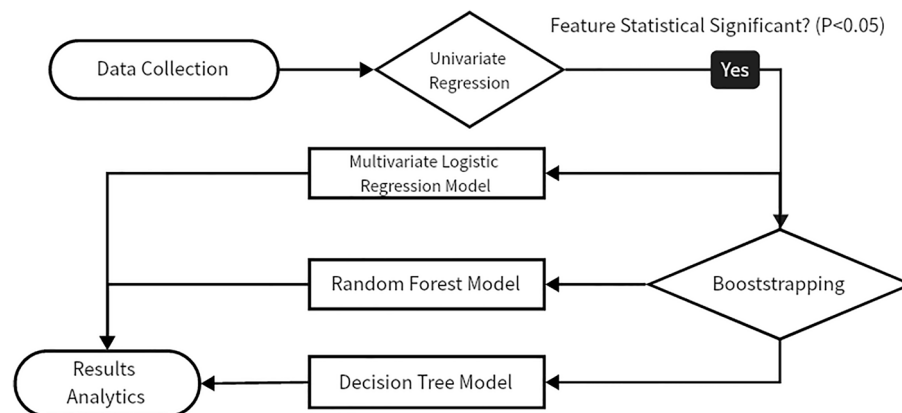 Feature Statistical Significant? (P<0.05)
Data Collection
Univariate
Regression
Yes
Multivariate Logistic
Regression Model
Random Forest Model
Booststrapping
Results
Analytics
Decision Tree Model